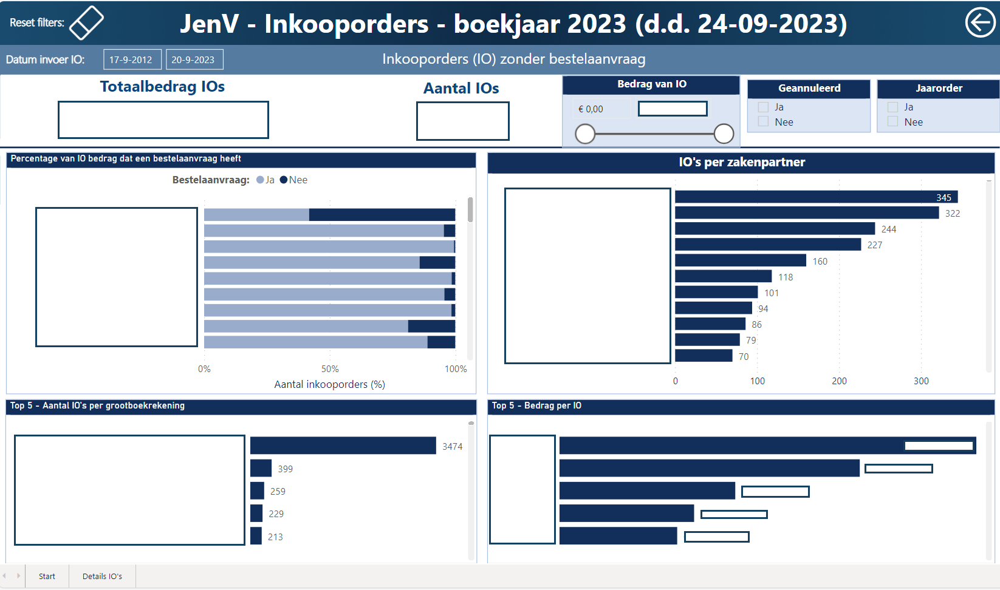 Reset filters:
JenV - Inkooporders - boekjaar 2023 (d.d. 24-09-2023)
Datum invoer IO:
17-9-2012
20-9-2023
Inkooporders (IO) zonder bestelaanvraag
Totaalbedrag IOs
Aantal IOs
Bedrag van IO
€ 0,00
Geannuleerd
Ja
Nee
Jaarorder
Ja
Nee
Percentage van IO bedrag dat een bestelaanvraag heeft
Bestelaanvraag: Ja Nee
0% 50% 100%
Aantal inkooporders (%)
IO's per zakenpartner
345
322
244
227
160
118
101
94
86
79
70
0 100 200 300
Top 5 - Aantal IO's per grootboekrekening
3474
399
259
229
213
Top 5 - Bedrag per IO
Start
Details IO's